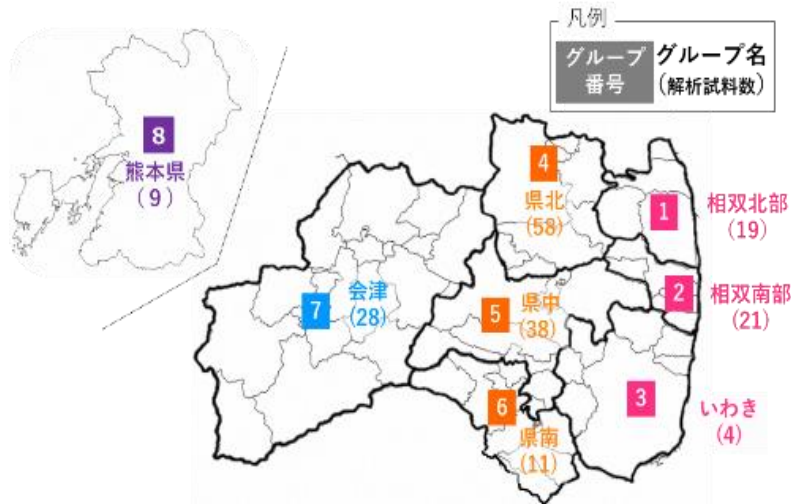 凡例
グループ
番号
グループ名
(解析試料数)
8
熊本県
(9)
4
県北
(58)
1
相双北部
(19)
2
相双南部
(21)
7
会津
(28)
5
県中
(38)
3
いわき
(4)
6
県南
(11)